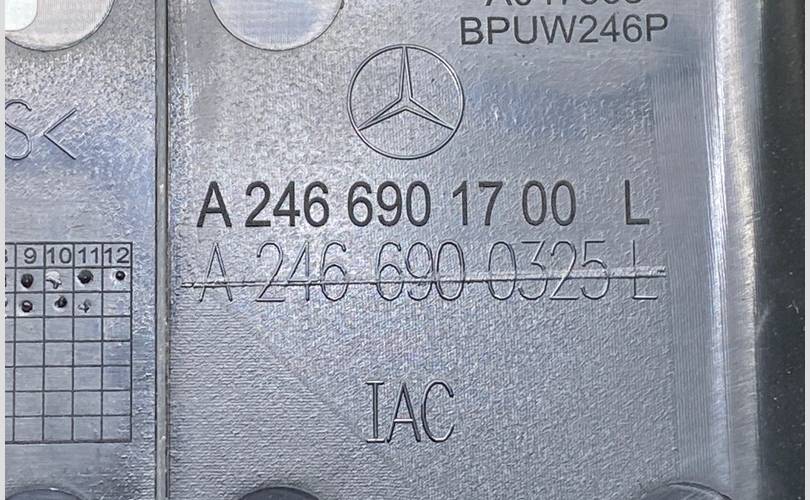 BPUW246P
S<
A 246 690 17 00 L
A 246 690 0325 L
9 10 11 12
IAC